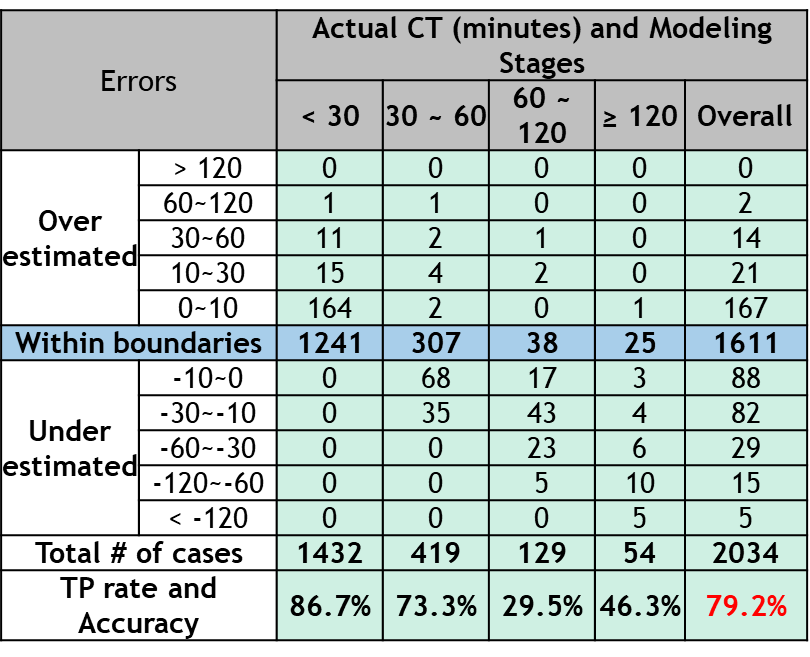 Errors
Actual CT (minutes) and Modeling
Stages
< 30 30 ~ 60 60 ~ 120 ≥ 120 Overall
Over estimated
> 120 0 0 0 0 0
60~120 1 1 0 0 2
30~60 11 2 1 0 14
10~30 15 4 2 0 21
0~10 164 2 0 1 167
Within boundaries 1241 307 38 25 1611
Under estimated
-10~0 0 68 17 3 88
-30~-10 0 35 43 4 82
-60~-30 0 0 23 6 29
-120~-60 0 0 5 10 15
< -120 0 0 0 5 5
Total # of cases 1432 419 129 54 2034
TP rate and
Accuracy
86.7% 73.3% 29.5% 46.3% 79.2%